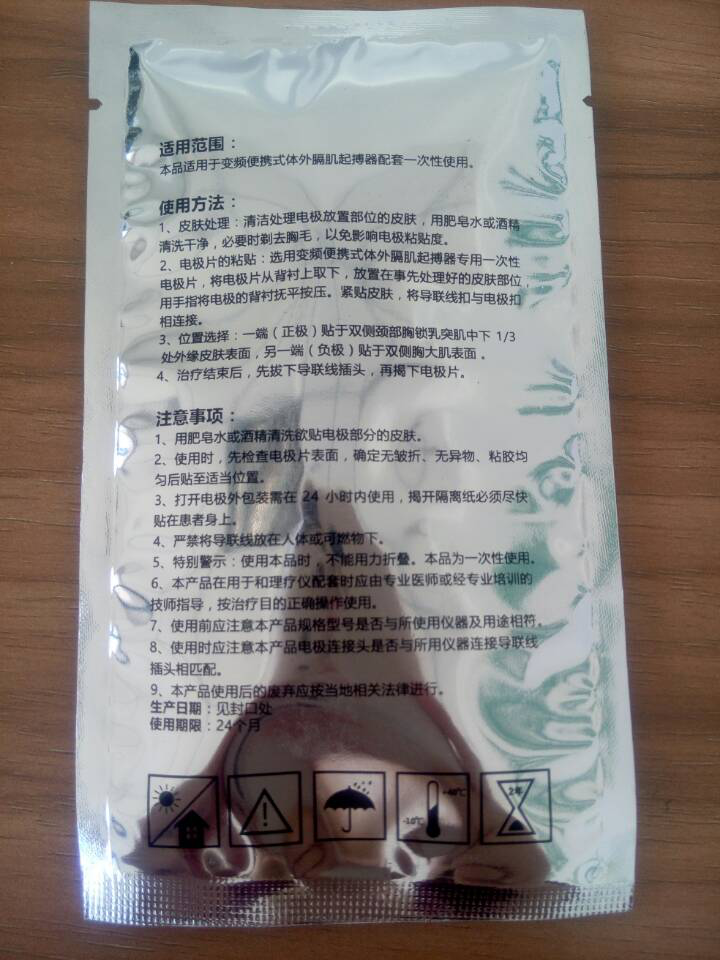 适用范围：
本品适用于变频便携式体外膈肌起搏器配套一次性使用。
使用方法：
1、皮肤处理：清洁处理电极放置部位的皮肤，用肥皂水或酒精
清洗干净，必要时剃去胸毛，以免影响电极粘贴度。
2、电极片的粘贴：选用变频便携式体外膈肌起搏器专用一次性
电极片，将电极片从背衬上取下，放置在事先处理好的皮肤部位，
用手指将电极的背衬抚平按压。紧贴皮肤，将导联线扣与电极扣
相连接。
3、位置选择：一端（正极）贴于双侧颈部胸锁乳突肌中下 1/3
处外缘皮肤表面，另一端（负极）贴于双侧胸大肌表面。
4、治疗结束后，先拔下导联线插头，再揭下电极片。
注意事项：
1、用肥皂水或酒精清洗欲贴电极部分的皮肤。
2、使用时，先检查电极片表面，确定无皱折、无异物、粘胶均
匀后贴至适当位置。
3、打开电极外包装需在 24 小时内使用，揭开隔离纸必须尽快
贴在患者身上。
4、严禁将导联线放在人体或可燃物下。
5、特别警示：使用本品时，不能用力折叠。本品为一次性使用。
6、本产品在用于和理疗仪配套时应由专业医师或经专业培训的
技师指导，按治疗目的正确操作使用。
7、使用前应注意本产品规格型号是否与所使用仪器及用途相符。
8、使用时应注意本产品电极连接头是否与所用仪器连接导联线
插头相匹配。
9、本产品使用后的废弃应按当地相关法律进行。
生产日期：见封口处
使用期限：24个月
+40℃
-10℃
2年